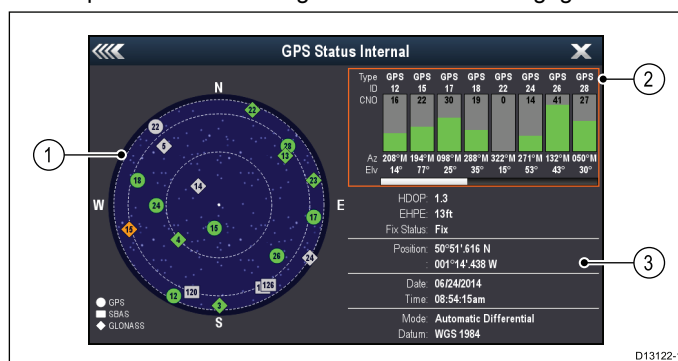 GPS Status Internal
Type GPS GPS GPS GPS GPS GPS GPS GPS
ID 12 15 17 18 22 24 26 28
CNO 16 22 30 19 0 14 41 27
Az 208°M 194°M 098°M 288°M 322°M 271°M 132°M 050°M
Elv 14° 77° 25° 35° 15° 53° 43° 30°
HDOP: 1.3
EHPE: 13ft
Fix Status: Fix
Position: 50°51'.616 N
: 001°14'.438 W
Date: 06/24/2014
Time: 08:54:15am
Mode: Automatic Differential
Datum: WGS 1984
N
22
22
5
28
13
18
14
23
W
24
E
17
15
15
4
26
24
12
120
126
3
S
GPS
SBAS
GLONASS
1
2
3